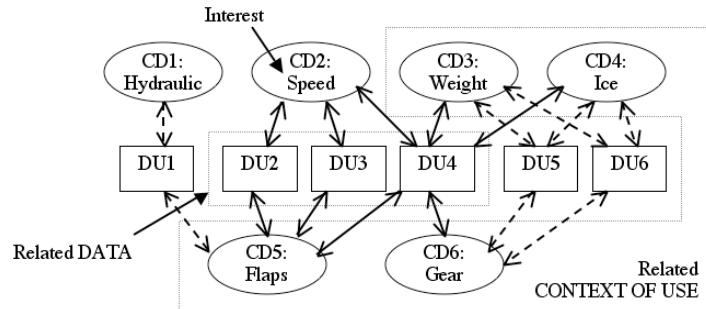 Interest
CD1:
Hydraulic
CD2:
Speed
CD3:
Weight
CD4:
Ice
DU1
DU2
DU3
DU4
DU5
DU6
Related DATA
CD5:
Flaps
CD6:
Gear
Related
CONTEXT OF USE